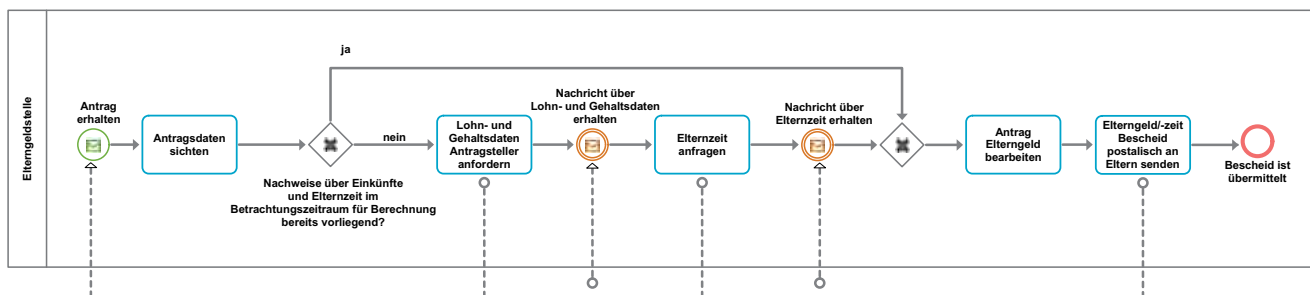 Elterngeldstelle
Antrag
erhalten
Antragsdaten
sichten
ja
nein
Nachweise über Einkünfte
und Elternzeit im
Betrachtungszeitraum für Berechnung
bereits vorliegend?
Lohn- und
Gehaltsdaten
Antragsteller
anfordern
Nachricht über
Lohn- und Gehaltsdaten
erhalten
Elternzeit
anfragen
Nachricht über
Elternzeit erhalten
Antrag
Elterngeld
bearbeiten
Elterngeld/-zeit
Bescheid
postalisch an
Eltern senden
Bescheid ist
übermittelt